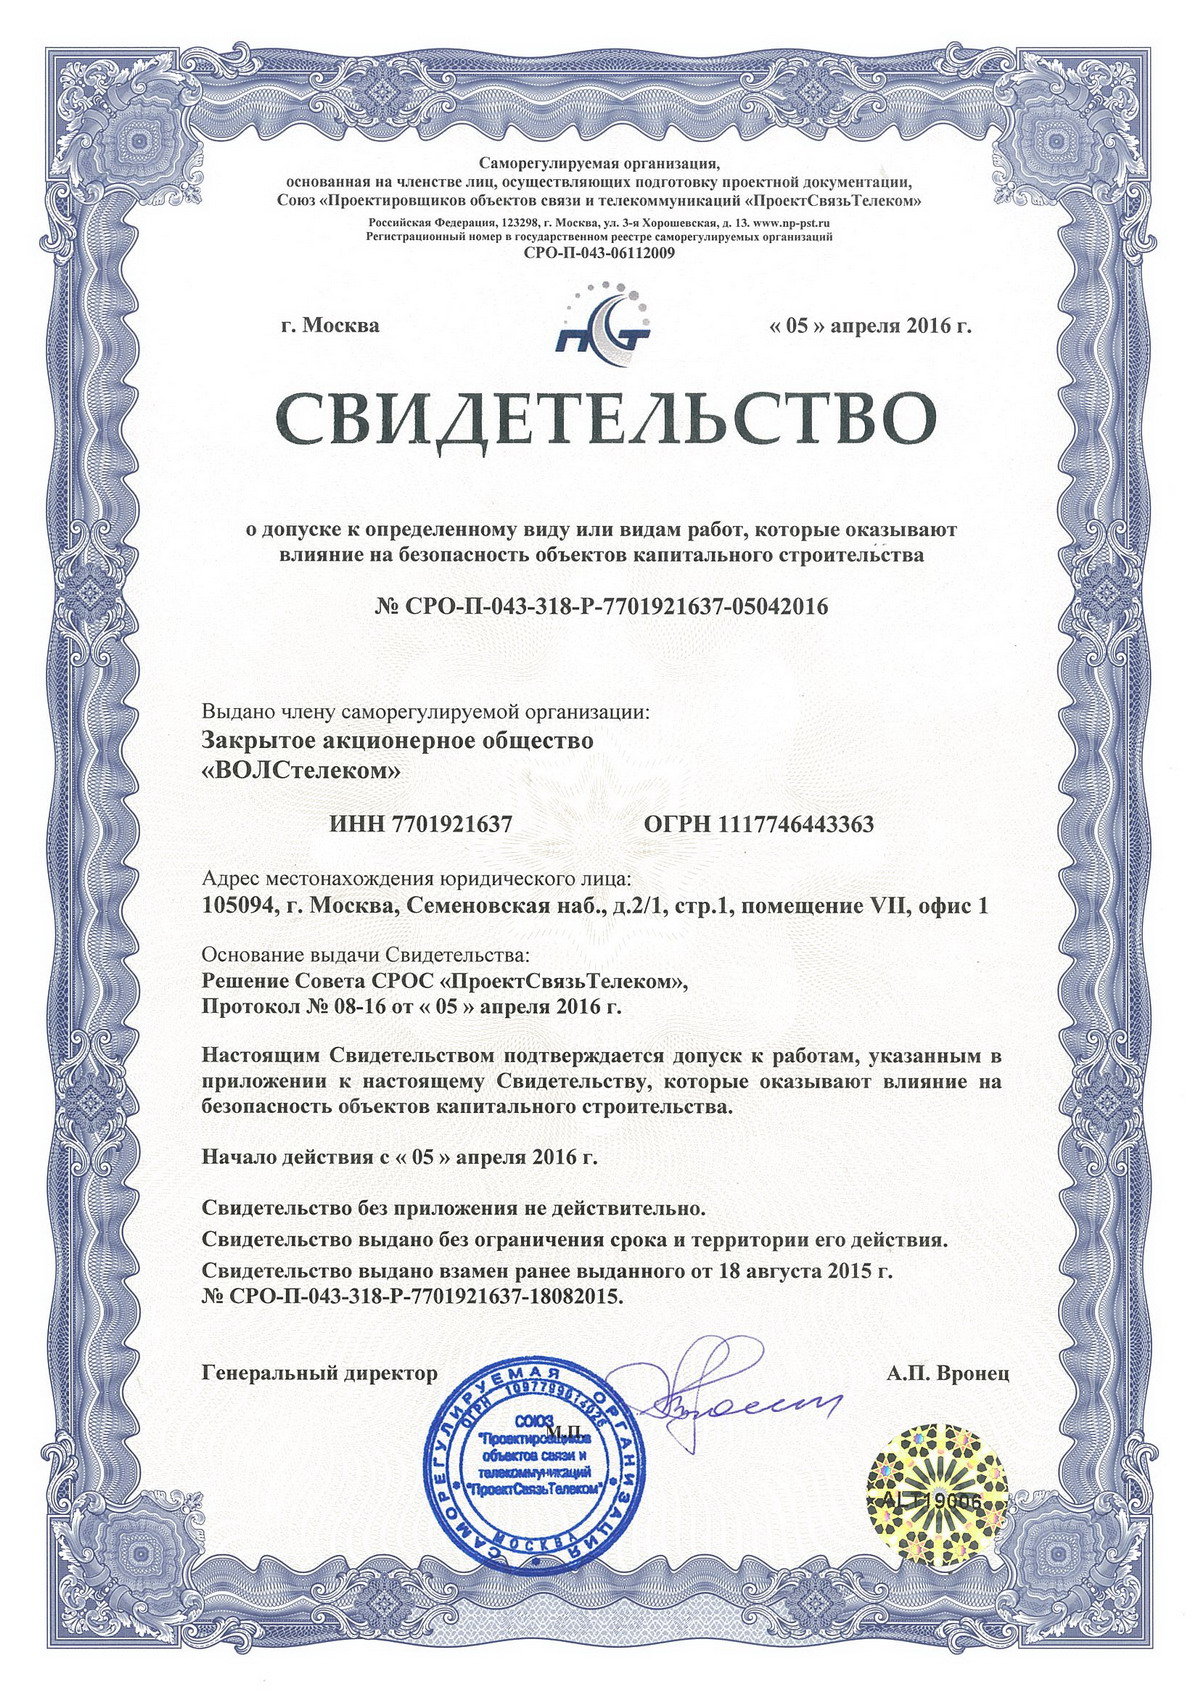 Саморегулируемая организация,
основанная на членстве лиц, осуществляющих подготовку проектной документации,
Союз «Проектировщиков объектов связи и телекоммуникаций «ПроектСвязьТелеком»
Российская Федерация, 123298, г. Москва, ул. 3-я Хорошевская, д. 13. www.np-pst.ru
Регистрационный номер в государственном реестре саморегулируемых организаций
СРО-П-043-06112009
г. Москва
ПСТ
« 05 » апреля 2016 г.
СВИДЕТЕЛЬСТВО
о допуске к определенному виду или видам работ, которые оказывают
влияние на безопасность объектов капитального строительства
№ СРО-П-043-318-Р-7701921637-05042016
Выдано члену саморегулируемой организации:
Закрытое акционерное общество
«ВОЛСтелеком»
ИНН 7701921637 ОГРН 1117746443363
Адрес местонахождения юридического лица:
105094, г. Москва, Семеновская наб., д.2/1, стр.1, помещение VII, офис 1
Основание выдачи Свидетельства:
Решение Совета СРОС «ПроектСвязьТелеком»,
Протокол № 08-16 от « 05 » апреля 2016 г.
Настоящим Свидетельством подтверждается допуск к работам, указанным в
приложении к настоящему Свидетельству, которые оказывают влияние на
безопасность объектов капитального строительства.
Начало действия с « 05 » апреля 2016 г.
Свидетельство без приложения не действительно.
Свидетельство выдано без ограничения срока и территории его действия.
Свидетельство выдано взамен ранее выданного от 18 августа 2015 г.
№ СРО-П-043-318-Р-7701921637-18082015.
Генеральный директор
А.П. Вронец
М.П.
САМОРЕГУЛИРУЕМАЯ ОРГАНИЗАЦИЯ
ОГРН 1097799014026
СОЮЗ
"Проектировщиков
объектов связи и
телекоммуникаций
"ПроектСвязьТелеком"
МОСКВА
ALT19006